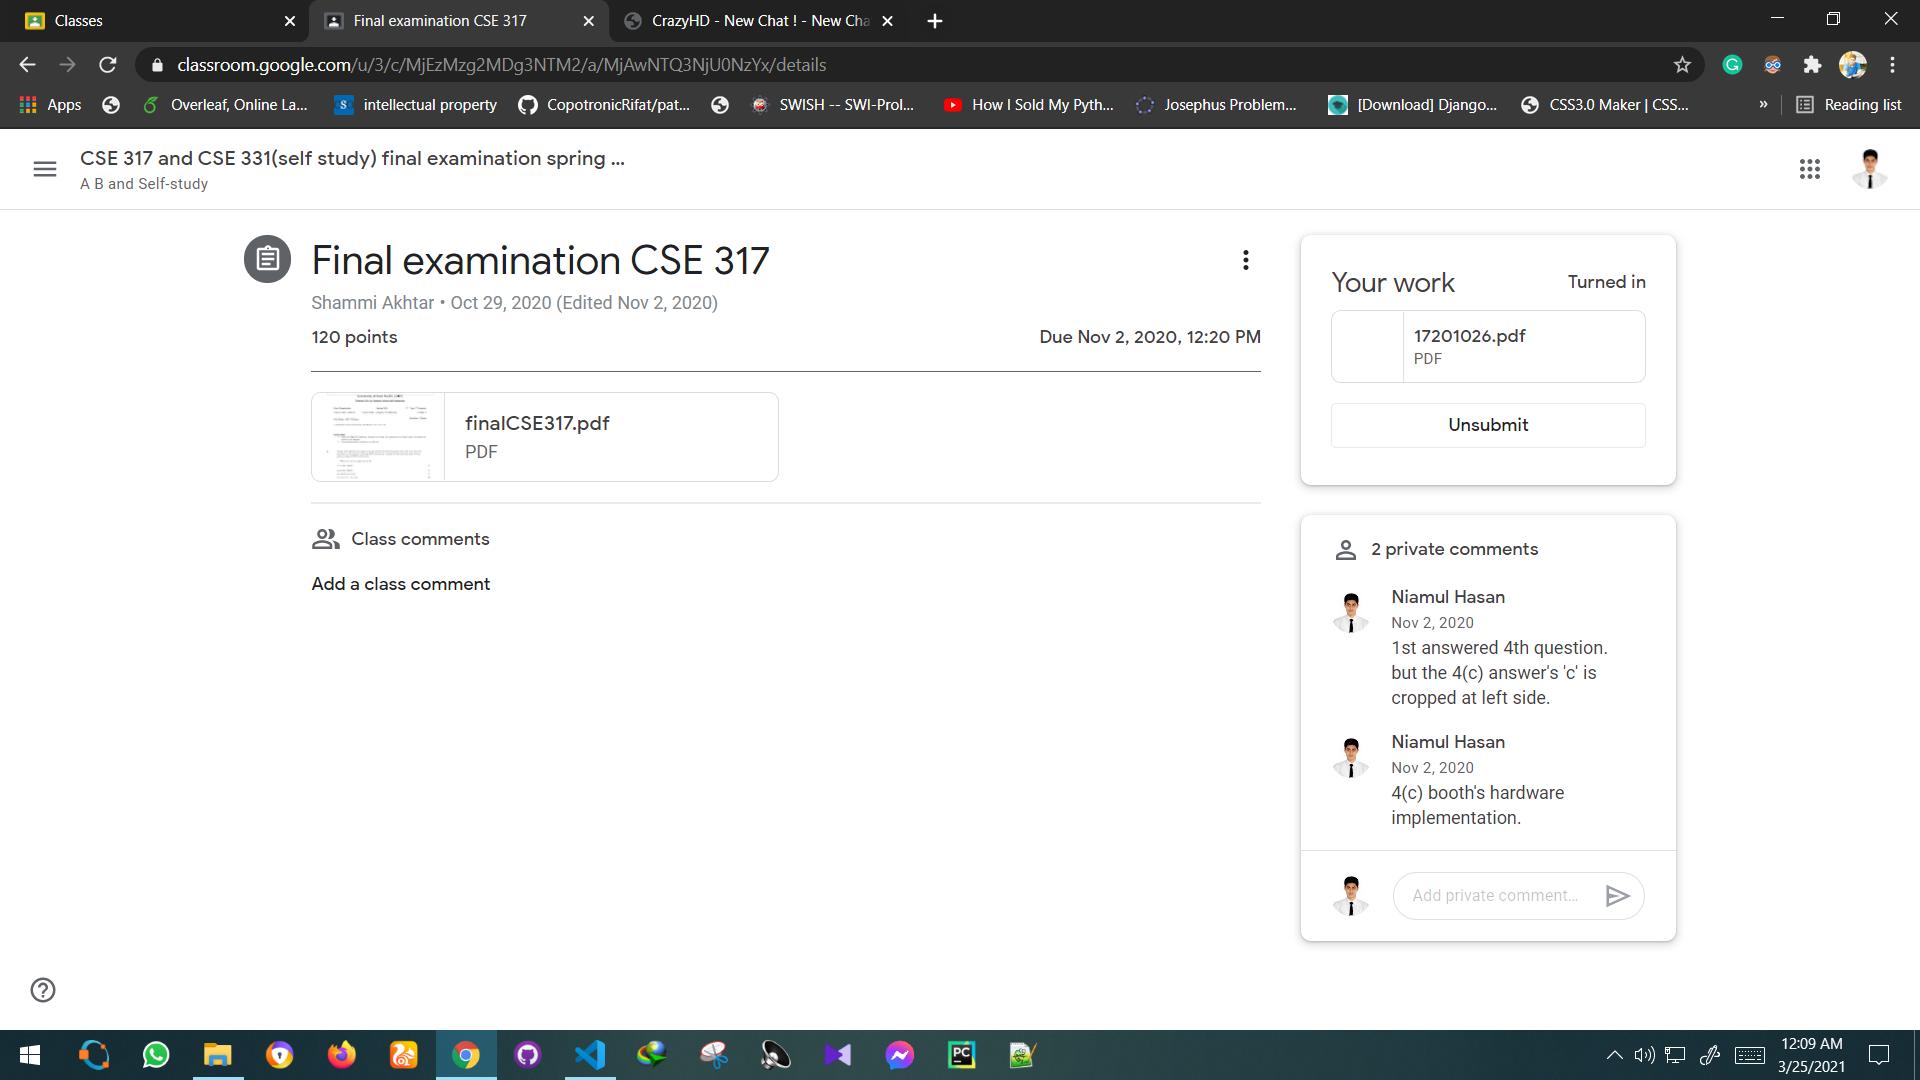 Classes
Final examination CSE 317
CrazyHD - New Chat ! - New Cha
classroom.google.com/u/3/c/MjEzMzg2MDg3NTM2/a/MjAwNTQ3NjU0NzYx/details
Apps
Overleaf, Online La...
intellectual property
CopotronicRifat/pat...
SWISH -- SWI-Prol...
How I Sold My Pyth...
Josephus Problem...
[Download] Django...
CSS3.0 Maker | CSS...
»
Reading list
CSE 317 and CSE 331(self study) final examination spring ...
A B and Self-study
Final examination CSE 317
Shammi Akhtar • Oct 29, 2020 (Edited Nov 2, 2020)
120 points
Due Nov 2, 2020, 12:20 PM
finalCSE317.pdf
PDF
Class comments
Add a class comment
Your work
Turned in
17201026.pdf
PDF
Unsubmit
2 private comments
Niamul Hasan
Nov 2, 2020
1st answered 4th question.
but the 4(c) answer's 'c' is
cropped at left side.
Niamul Hasan
Nov 2, 2020
4(c) booth's hardware
implementation.
Add private comment...
12:09 AM
3/25/2021